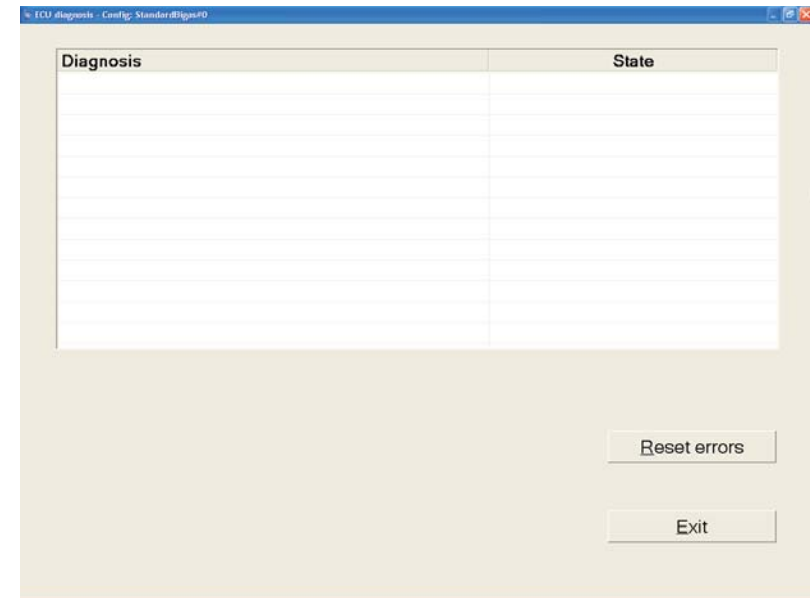 ECU diagnosis - Config: StandardBigas#0
Diagnosis State
Reset errors
Exit